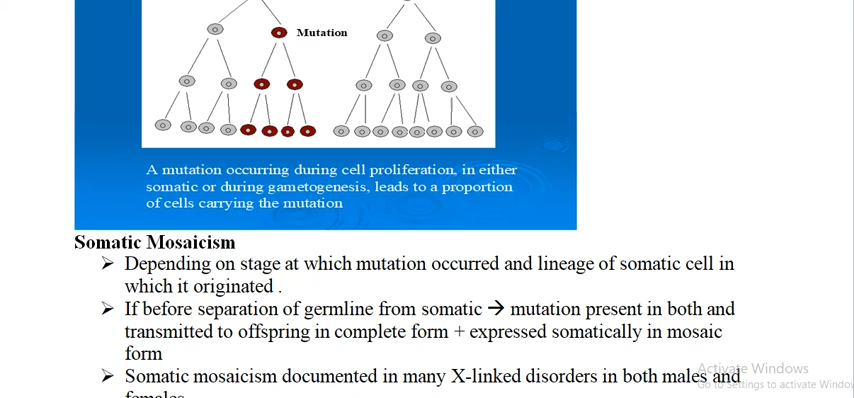 Mutation
A mutation occurring during cell proliferation, in either
somatic or during gametogenesis, leads to a proportion
of cells carrying the mutation
Somatic Mosaicism
➢ Depending on stage at which mutation occurred and lineage of somatic cell in
which it originated .
➢ If before separation of germline from somatic → mutation present in both and
transmitted to offspring in complete form + expressed somatically in mosaic
form
➢ Somatic mosaicism documented in many X-linked disorders in both males and
females
Activate Windows
Go to Settings to activate Window